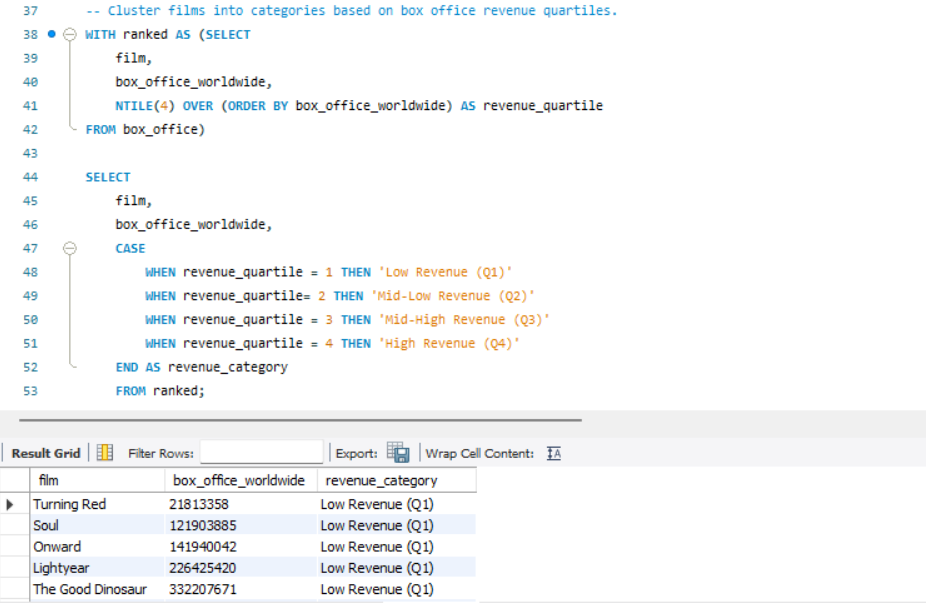 37 -- Cluster films into categories based on box office revenue quartiles.
38 WITH ranked AS (SELECT
39 film,
40 box_office_worldwide,
41 NTILE(4) OVER (ORDER BY box_office_worldwide) AS revenue_quartile
42 FROM box_office)
43
44 SELECT
45 film,
46 box_office_worldwide,
47 CASE
48 WHEN revenue_quartile = 1 THEN 'Low Revenue (Q1)'
49 WHEN revenue_quartile= 2 THEN 'Mid-Low Revenue (Q2)'
50 WHEN revenue_quartile = 3 THEN 'Mid-High Revenue (Q3)'
51 WHEN revenue_quartile = 4 THEN 'High Revenue (Q4)'
52 END AS revenue_category
53 FROM ranked;
Result Grid Filter Rows: Export: Wrap Cell Content:
film box_office_worldwide revenue_category
Turning Red 21813358 Low Revenue (Q1)
Soul 121903885 Low Revenue (Q1)
Onward 141940042 Low Revenue (Q1)
Lightyear 226425420 Low Revenue (Q1)
The Good Dinosaur 332207671 Low Revenue (Q1)